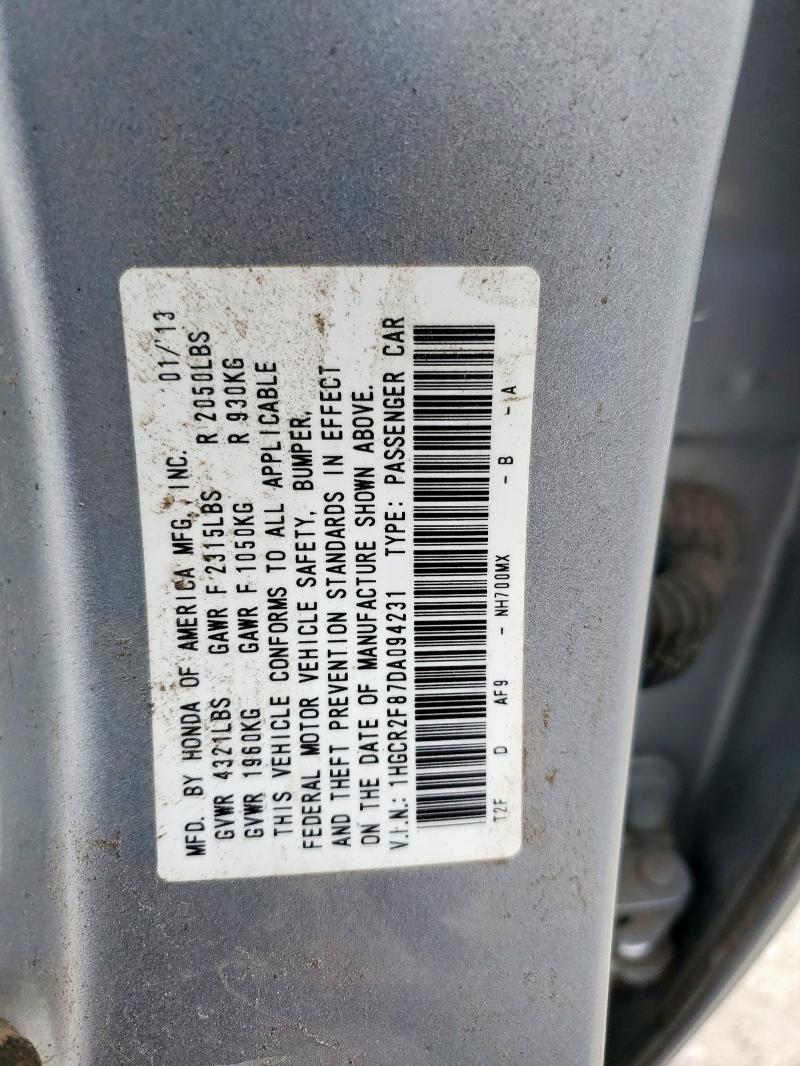 MFD. BY HONDA OF AMERICA MFG., INC. 01/'13
GVWR 4321LBS GAWR F 2315LBS R 2050LBS
GVWR 1960KG GAWR F 1050KG R 930KG
THIS VEHICLE CONFORMS TO ALL APPLICABLE
FEDERAL MOTOR VEHICLE SAFETY, BUMPER,
AND THEFT PREVENTION STANDARDS IN EFFECT
ON THE DATE OF MANUFACTURE SHOWN ABOVE.
V.I.N.: 1HGCR2F87DA094231 TYPE: PASSENGER CAR
T2F D AF9 - NH700MX - B - A